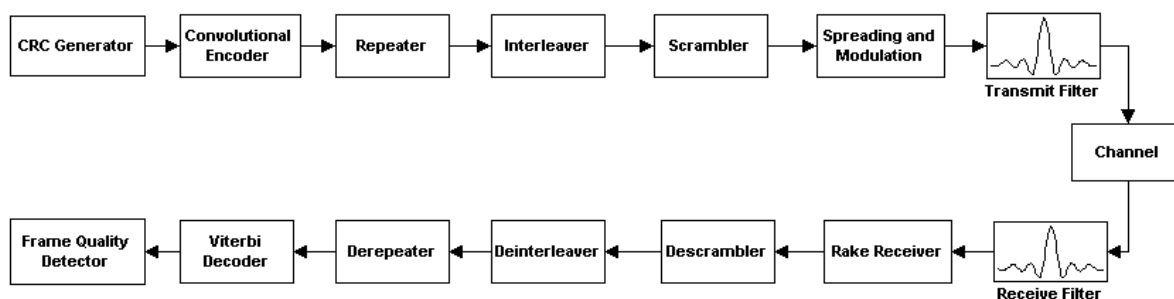 CRC Generator
Convolutional
Encoder
Repeater
Interleaver
Scrambler
Spreading and
Modulation
Transmit Filter
Channel
Frame Quality
Detector
Viterbi
Decoder
Derepeater
Deinterleaver
Descrambler
Rake Receiver
Receive Filter